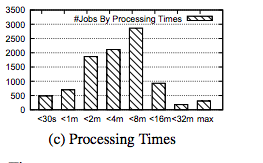 #Jobs By Processing Times
3500
3000
2500
2000
1500
1000
500
0
<30s <1m <2m <4m <8m <16m <32m max
(c) Processing Times